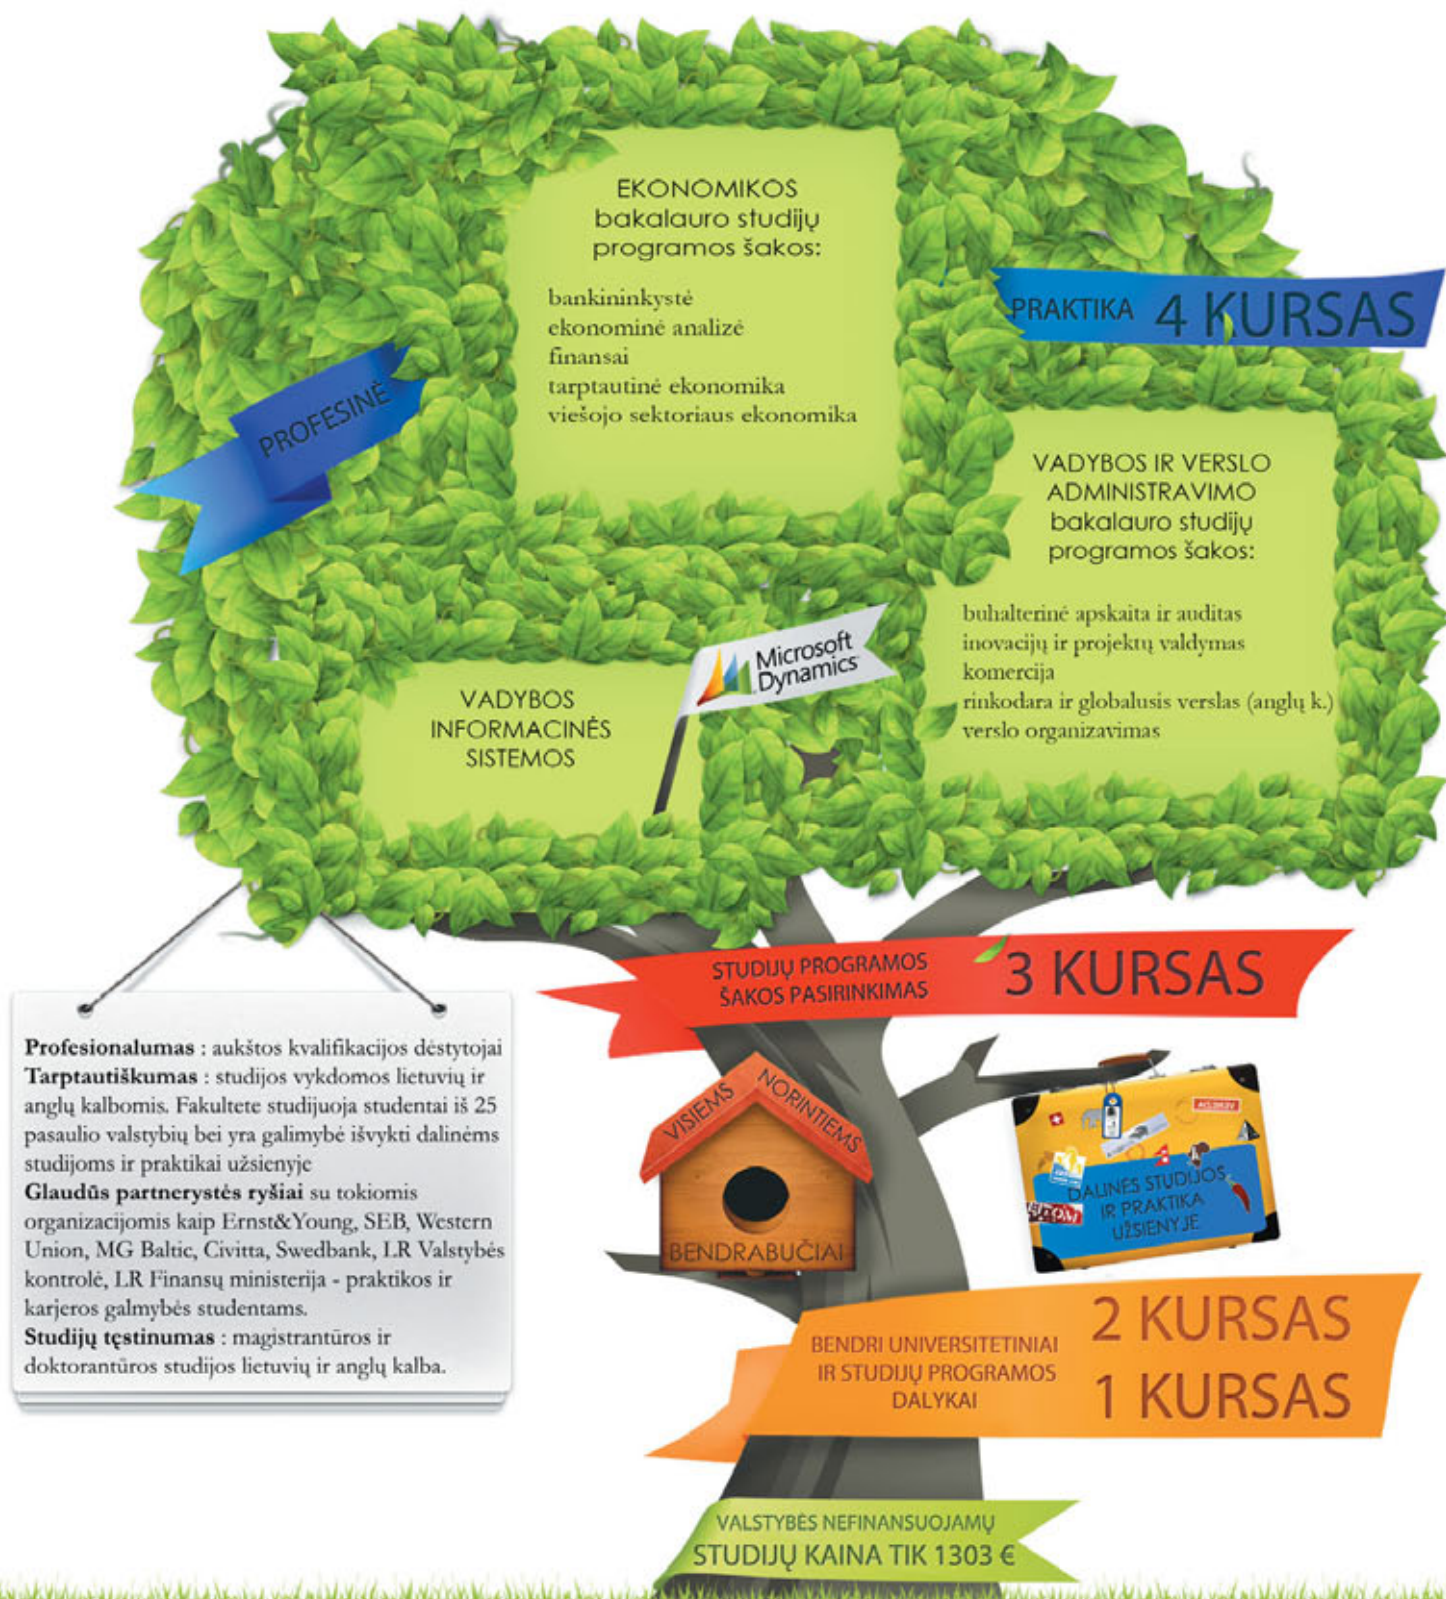 EKONOMIKOS
bakalauro studijų
programos šakos:
bankininkystė
ekonominė analizė
finansai
tarptautinė ekonomika
viešojo sektoriaus ekonomika
PROFESINĖ
PRAKTIKA 4 KURSAS
VADYBOS IR VERSLO
ADMINISTRAVIMO
bakalauro studijų
programos šakos:
buhalterinė apskaita ir auditas
inovacijų ir projektų valdymas
komercija
rinkodara ir globalusis verslas (anglų k.)
verslo organizavimas
Microsoft
Dynamics
VADYBOS
INFORMACINĖS
SISTEMOS
STUDIJŲ PROGRAMOS
ŠAKOS PASIRINKIMAS
3 KURSAS
Profesionalumas : aukštos kvalifikacijos dėstytojai
Tarptautiškumas : studijos vykdomos lietuvių ir
anglų kalbomis. Fakultete studijuoja studentai iš 25
pasaulio valstybių bei yra galimybė išvykti dalinėms
studijoms ir praktikai užsienyje
Glaudūs partnerystės ryšiai su tokiomis
organizacijomis kaip Ernst&Young, SEB, Western
Union, MG Baltic, Civitta, Swedbank, LR Valstybės
kontrolė, LR Finansų ministerija - praktikos ir
karjeros galmybės studentams.
Studijų tęstinumas : magistrantūros ir
doktorantūros studijos lietuvių ir anglų kalba.
VISIEMS NORINTIEMS
BENDRABUČIAI
DALINĖS STUDIJOS
IR PRAKTIKA
UŽSIENYJE
BENDRI UNIVERSITETINIAI
IR STUDIJŲ PROGRAMOS
DALYKAI
2 KURSAS
1 KURSAS
VALSTYBĖS NEFINANSUOJAMŲ
STUDIJŲ KAINA TIK 1303 €